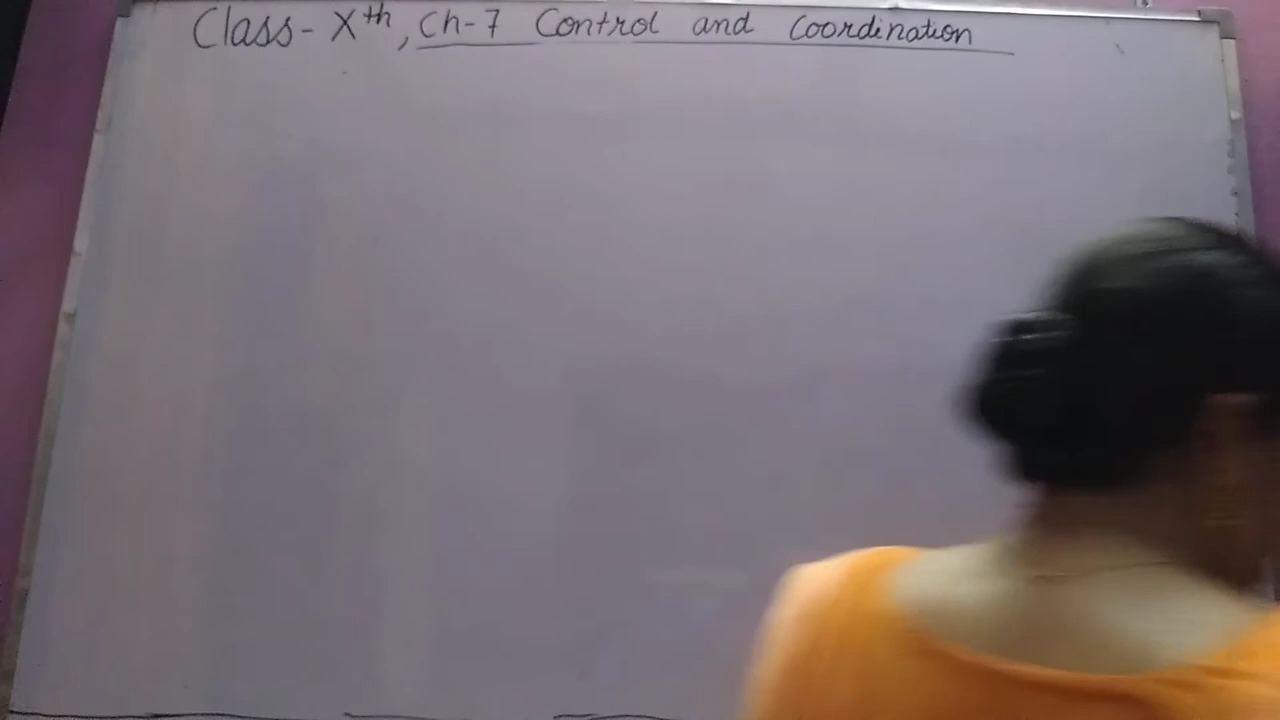 Class- Xth, Ch-7 Control and Coordination